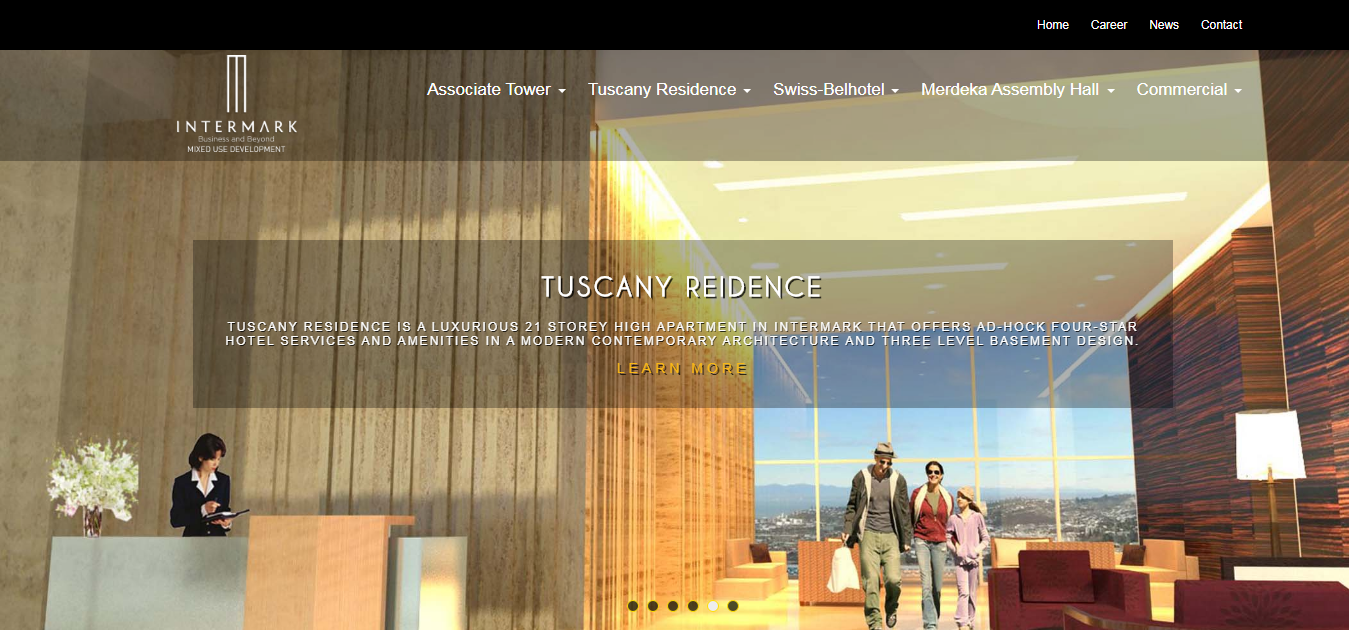 Home Career News Contact
Associate Tower Tuscany Residence Swiss-Belhotel Merdeka Assembly Hall Commercial
INTERMARK
Business and Beyond
MIXED USE DEVELOPMENT
TUSCANY REIDENCE
TUSCANY RESIDENCE IS A LUXURIOUS 21 STOREY HIGH APARTMENT IN INTERMARK THAT OFFERS AD-HOCK FOUR-STAR
HOTEL SERVICES AND AMENITIES IN A MODERN CONTEMPORARY ARCHITECTURE AND THREE LEVEL BASEMENT DESIGN.
LEARN MORE